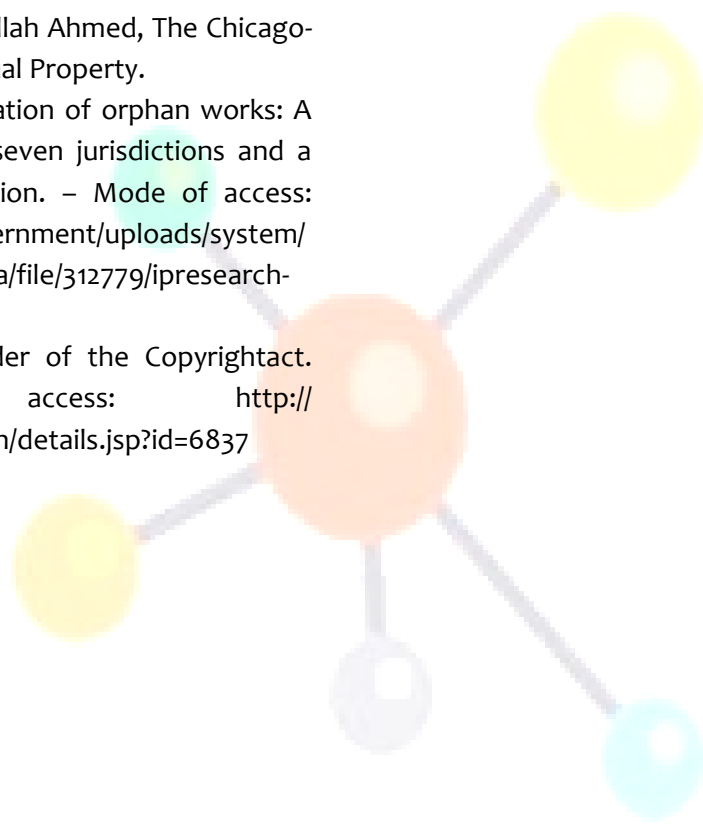 llah Ahmed, The Chicago-
al Property.
ation of orphan works: A
seven jurisdictions and a
ion. – Mode of access:
ernment/uploads/system/
a/file/312779/ipresearch-
der of the Copyrightact.
access: http://
n/details.jsp?id=6837